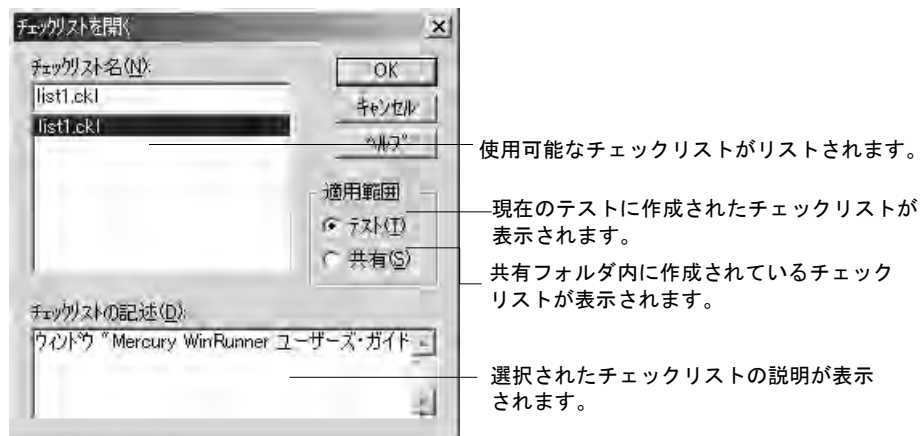 チェックリストを開く
チェックリスト名(N):
list1.ckl
list1.ckl
OK
キャンセル
ヘルプ
適用範囲
テスト(T)
共有(S)
チェックリストの記述(D):
ウィンドウ "Mercury WinRunner ユーザーズ・ガイド
使用可能なチェックリストがリストされます。
現在のテストに作成されたチェックリストが
表示されます。
共有フォルダ内に作成されているチェック
リストが表示されます。
選択されたチェックリストの説明が表示
されます。